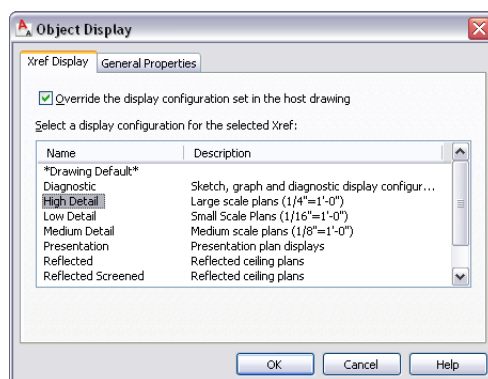 Object Display
Xref Display General Properties
Override the display configuration set in the host drawing
Select a display configuration for the selected Xref:
Name Description
*Drawing Default*
Diagnostic Sketch, graph and diagnostic display configur...
High Detail Large scale plans (1/4"=1'-0")
Low Detail Small Scale Plans (1/16"=1'-0")
Medium Detail Medium scale plans (1/8"=1'-0")
Presentation Presentation plan displays
Reflected Reflected ceiling plans
Reflected Screened Reflected ceiling plans
OK Cancel Help